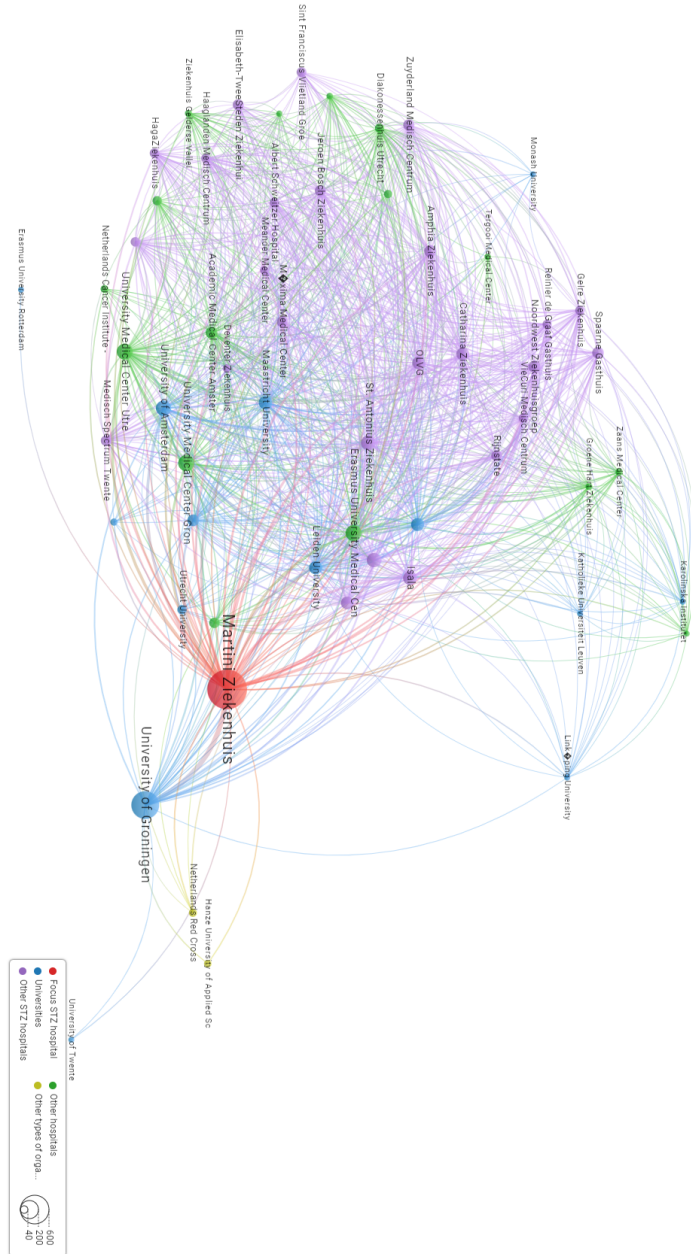 Sint Franciscus Vlietland Groe
Elisabeth-TweeSteden Ziekenhui
Ziekenhuis Gelderse Vallei
Haaglanden Medisch Centrum
HagaZiekenhuis
Albert Schweitzer Hospital
Jeroen Bosch Ziekenhuis
Diakonessenhuis Utrecht
Zuyderland Medisch Centrum
Monash University
Tergooi Medical Center
Amphia Ziekenhuis
Meander Medical Center
M�xima Medical Center
Academic Medical Center Amster
Deventer Ziekenhuis
Maastricht University
Netherlands Cancer Institute -
Erasmus University Rotterdam
University Medical Center Utre
University of Amsterdam
University Medical Center Gron
Medisch Spectrum Twente
Catharina Ziekenhuis
OLVG
St. Antonius Ziekenhuis
Reinier de Graaf Gasthuis
Gelre Ziekenhuis
Spaarne Gasthuis
Noordwest Ziekenhuisgroep
VieCuri Medisch Centrum
Rijnstate
Zaans Medical Center
Groene Hart Ziekenhuis
Erasmus University Medical Cen
Leiden University
Isala
Katholieke Universiteit Leuven
Karolinska Institutet
Utrecht University
Martini Ziekenhuis
Link�ping University
University of Groningen
Netherlands Red Cross
Hanze University of Applied Sc
University of Twente
Focus STZ hospital
Other hospitals
Universities
Other types of orga...
Other STZ hospitals
600
200
40